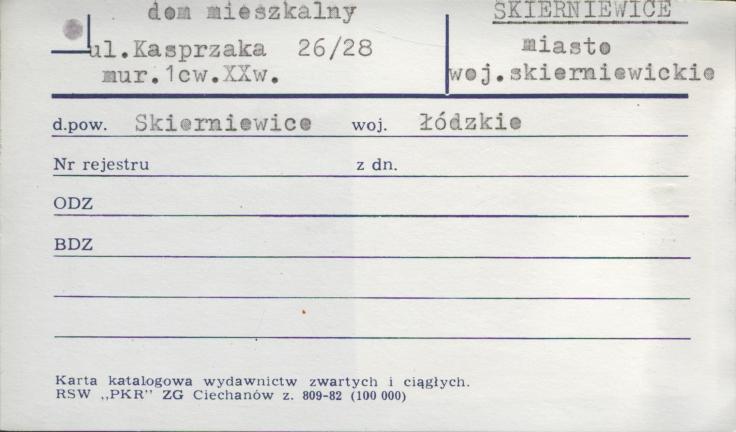 dom mieszkalny
ul.Kasprzaka 26/28
mur.1cw.XXw.
SKIERNIEWICE
miasto
woj.skierniewickie
d.pow. Skierniewice woj. łódzkie
Nr rejestru z dn.
ODZ
BDZ
Karta katalogowa wydawnictw zwartych i ciągłych.
RSW „PKR" ZG Ciechanów z. 809-82 (100 000)